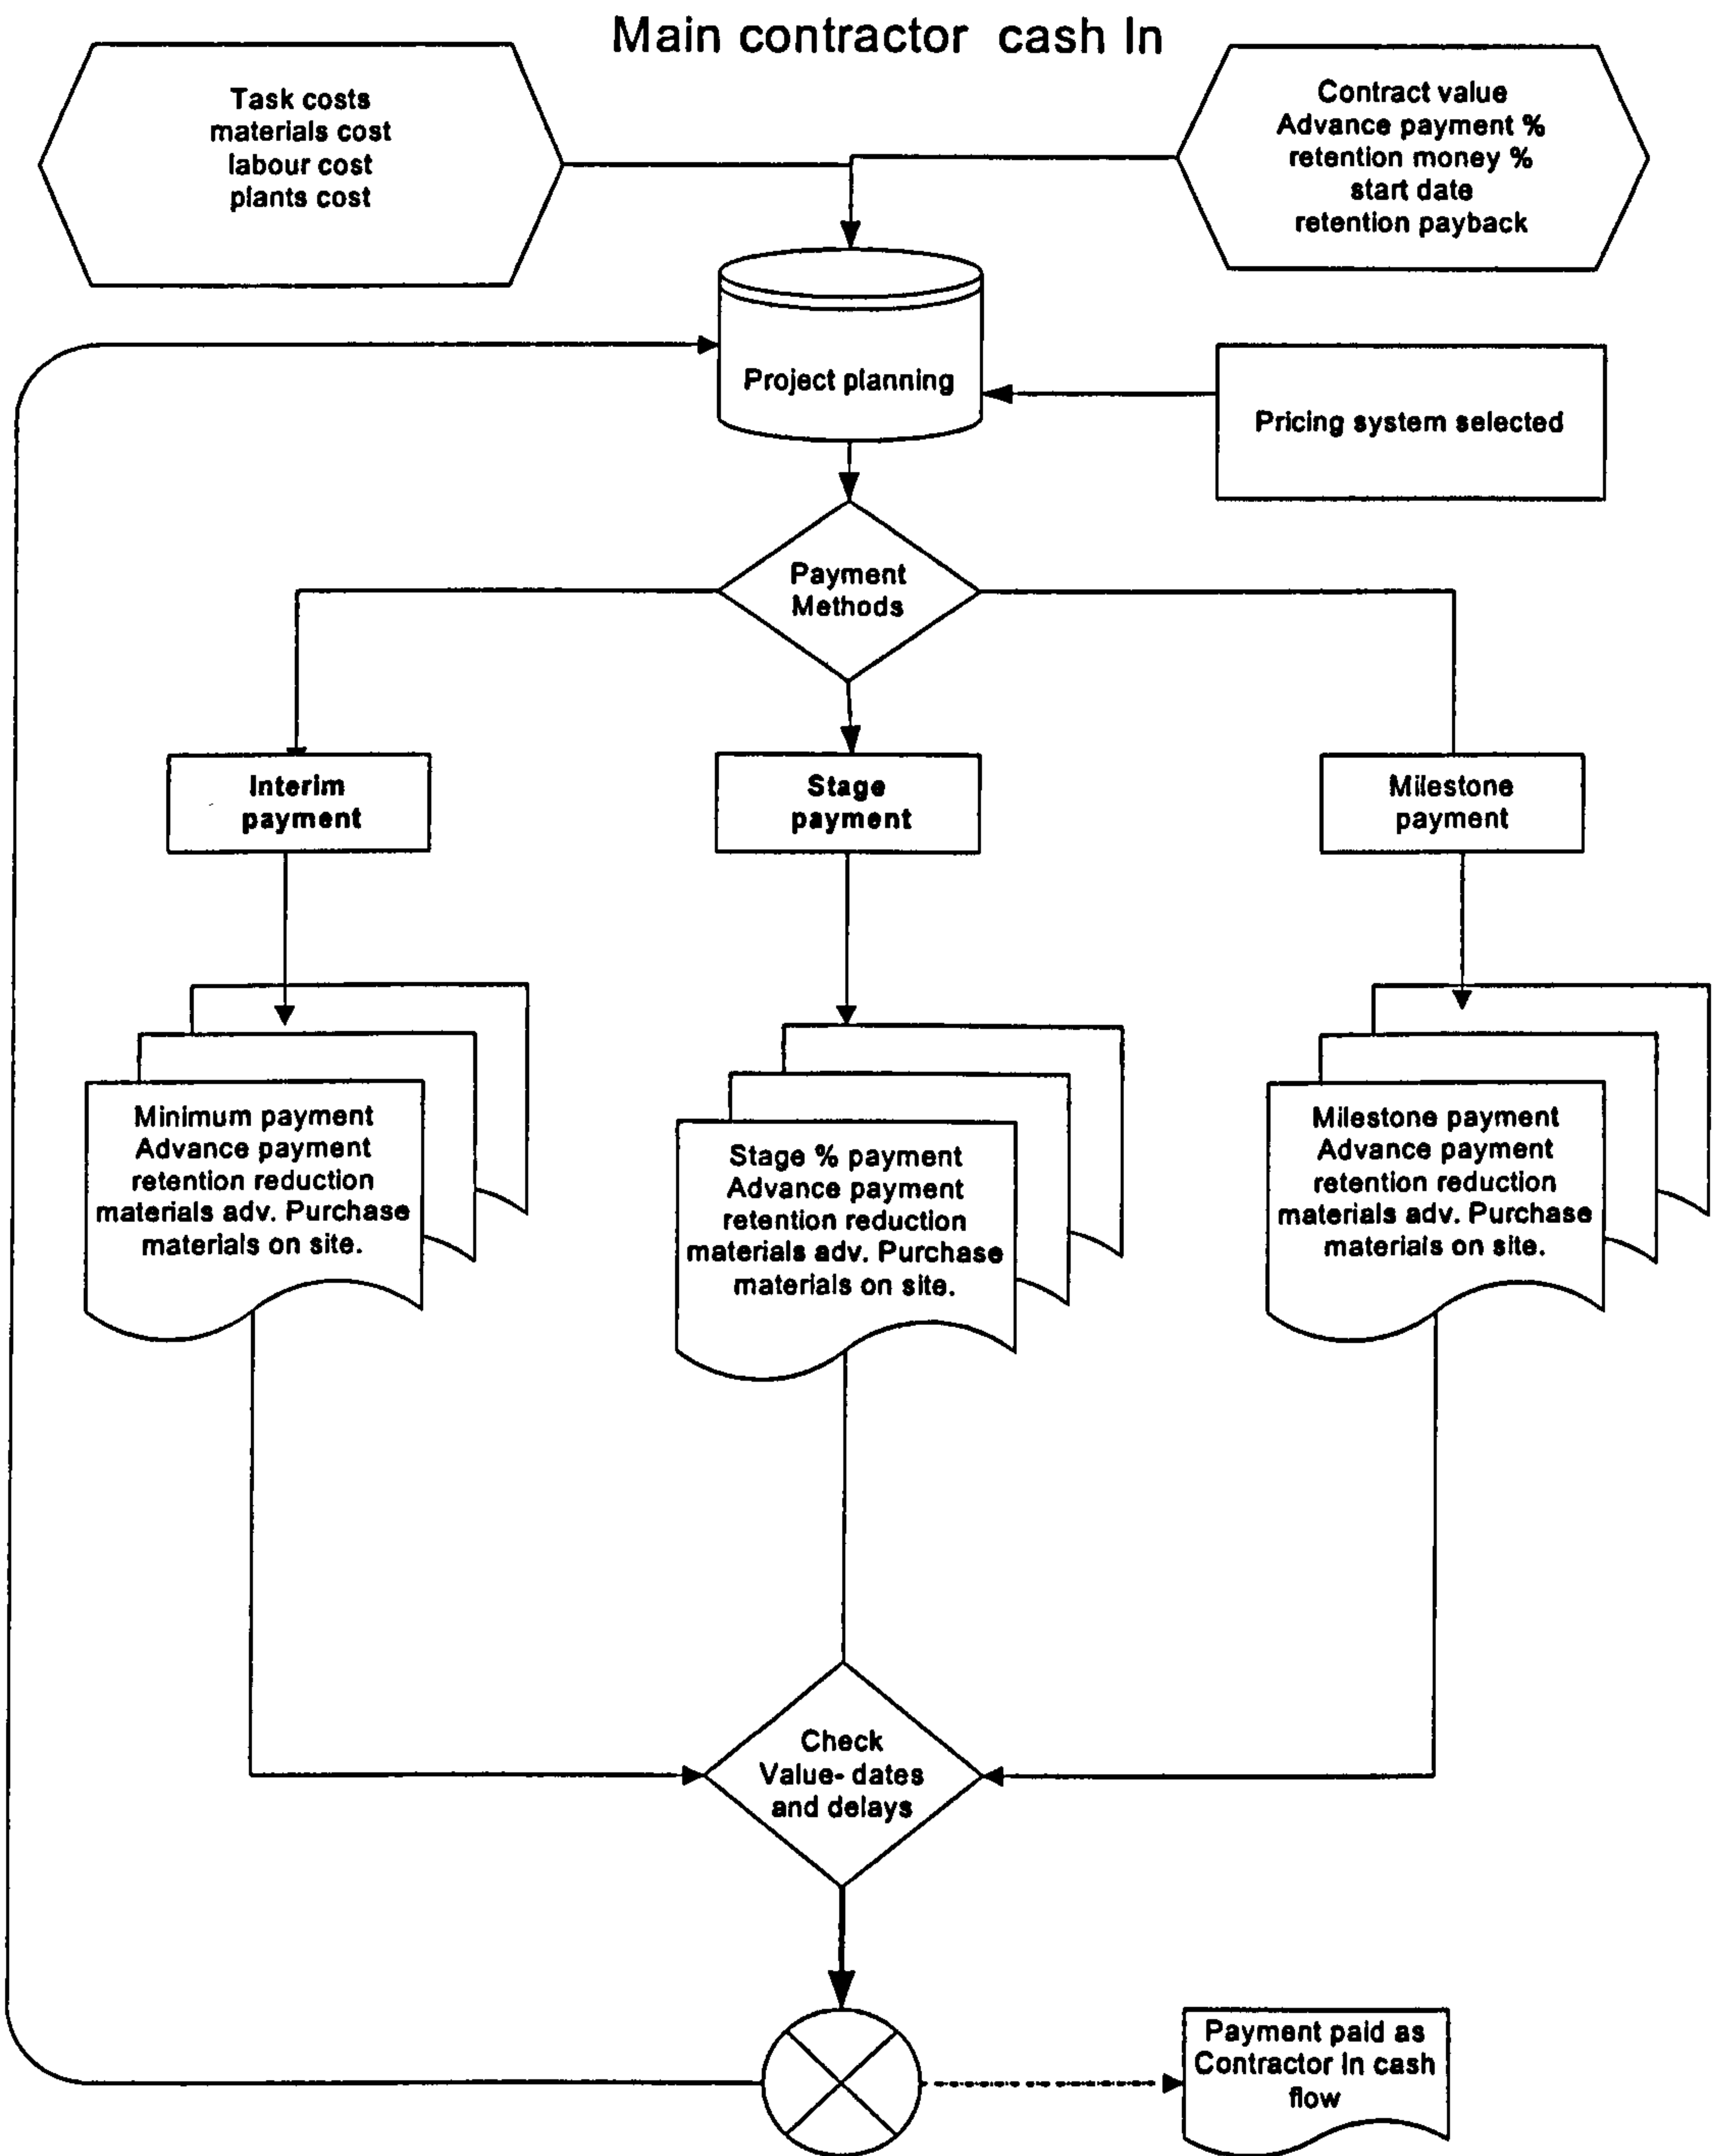 Main contractor cash In
Task costs
materials cost
labour cost
plants cost
Contract value
Advance payment %
retention money %
start date
retention payback
Project planning
Pricing system selected
Payment
Methods
Interim
payment
Stage
payment
Milestone
payment
Minimum payment
Advance payment
retention reduction
materials adv. Purchase
materials on site.
Stage % payment
Advance payment
retention reduction
materials adv. Purchase
materials on site.
Milestone payment
Advance payment
retention reduction
materials adv. Purchase
materials on site.
Check
Value- dates
and delays
Payment paid as
Contractor In cash
flow